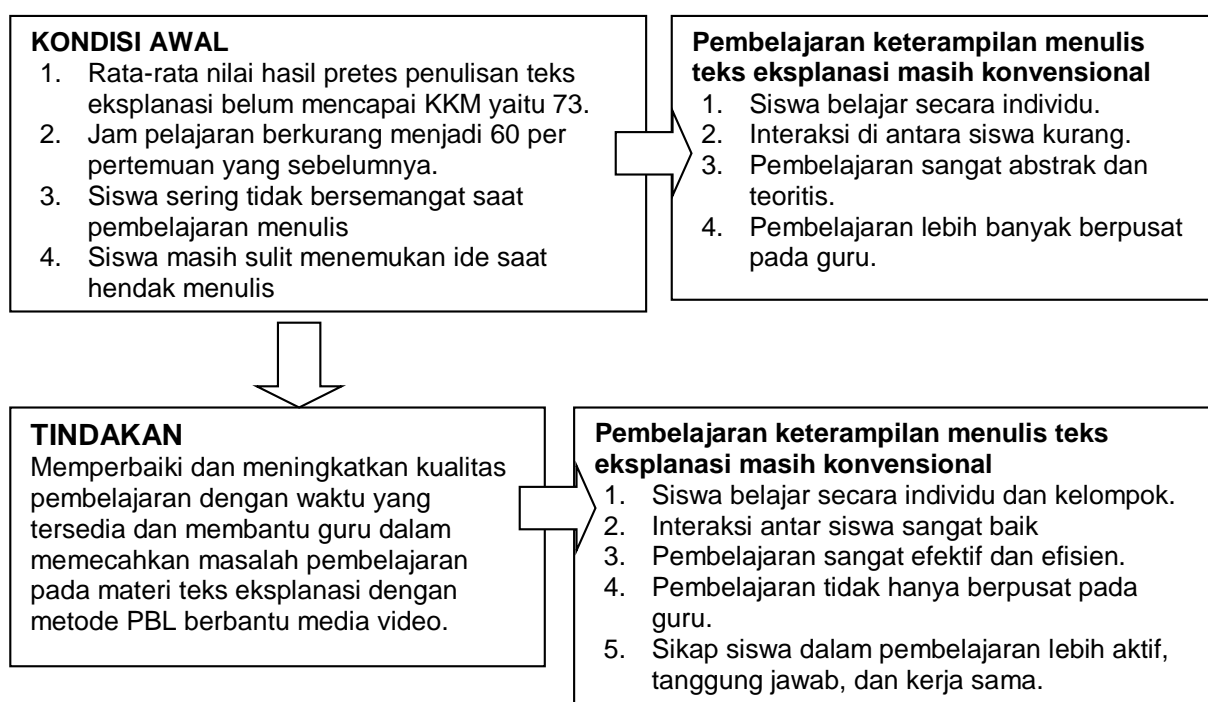 KONDISI AWAL
1. Rata-rata nilai hasil pretes penulisan teks
eksplanasi belum mencapai KKM yaitu 73.
2. Jam pelajaran berkurang menjadi 60 per
pertemuan yang sebelumnya.
3. Siswa sering tidak bersemangat saat
pembelajaran menulis
4. Siswa masih sulit menemukan ide saat
hendak menulis
Pembelajaran keterampilan menulis
teks eksplanasi masih konvensional
1. Siswa belajar secara individu.
2. Interaksi di antara siswa kurang.
3. Pembelajaran sangat abstrak dan
teoritis.
4. Pembelajaran lebih banyak berpusat
pada guru.
TINDAKAN
Memperbaiki dan meningkatkan kualitas
pembelajaran dengan waktu yang
tersedia dan membantu guru dalam
memecahkan masalah pembelajaran
pada materi teks eksplanasi dengan
metode PBL berbantu media video.
Pembelajaran keterampilan menulis teks
eksplanasi masih konvensional
1. Siswa belajar secara individu dan kelompok.
2. Interaksi antar siswa sangat baik
3. Pembelajaran sangat efektif dan efisien.
4. Pembelajaran tidak hanya berpusat pada
guru.
5. Sikap siswa dalam pembelajaran lebih aktif,
tanggung jawab, dan kerja sama.